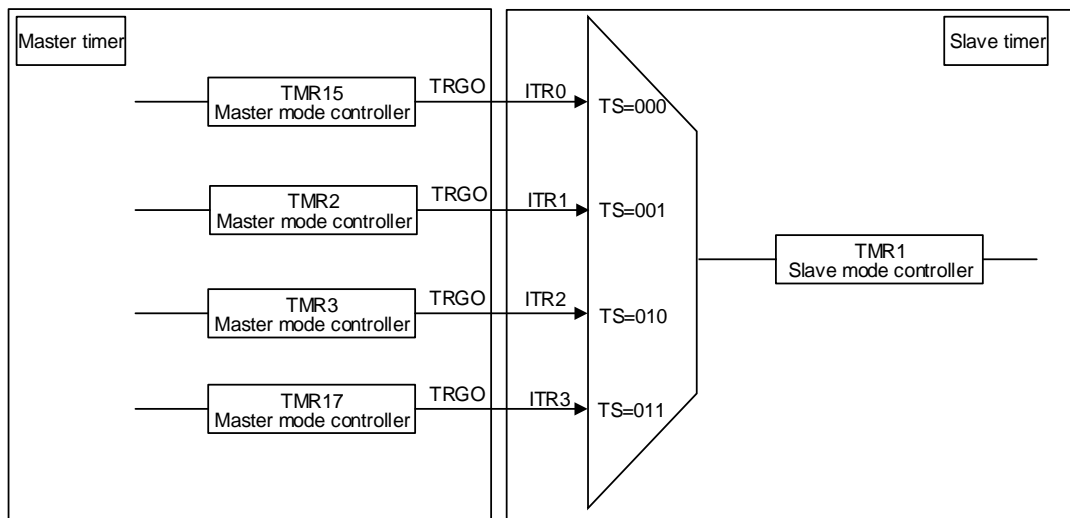 Master timer
Slave timer
TMR15
Master mode controller
TRGO
ITR0
TS=000
TMR2
Master mode controller
TRGO
ITR1
TS=001
TMR1
Slave mode controller
TMR3
Master mode controller
TRGO
ITR2
TS=010
TMR17
Master mode controller
TRGO
ITR3
TS=011